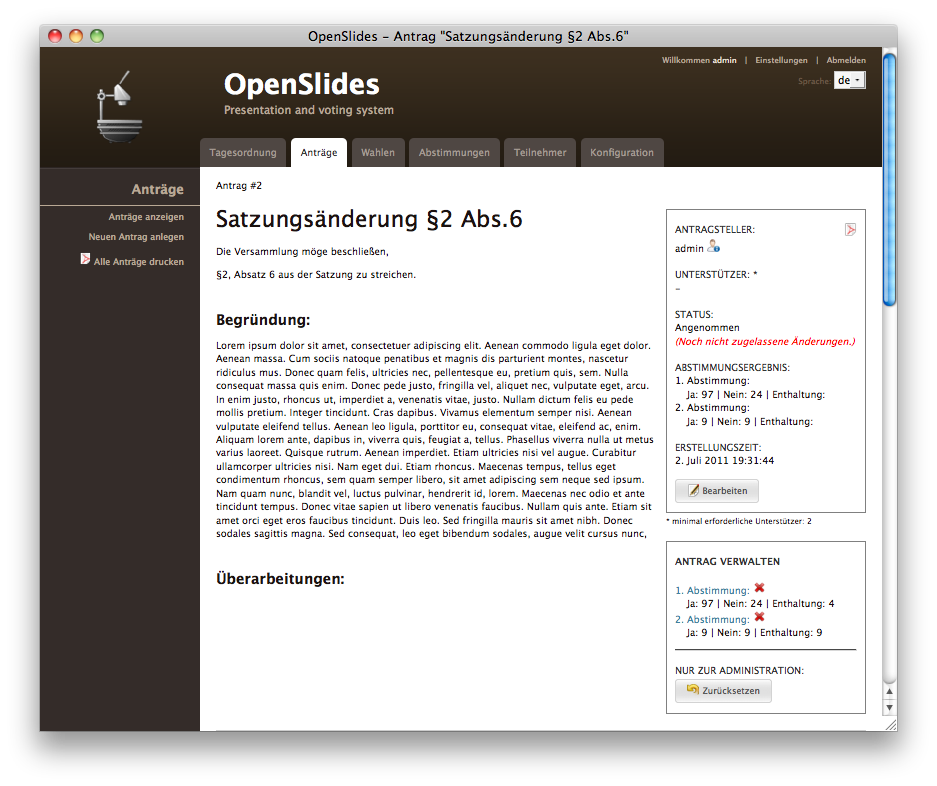 OpenSlides – Antrag "Satzungsänderung §2 Abs.6"
Willkommen admin | Einstellungen | Abmelden
Sprache: de
OpenSlides
Presentation and voting system
Tagesordnung Anträge Wahlen Abstimmungen Teilnehmer Konfiguration
Anträge
Anträge anzeigen
Neuen Antrag anlegen
Alle Anträge drucken
Antrag #2
Satzungsänderung §2 Abs.6
Die Versammlung möge beschließen,
§2, Absatz 6 aus der Satzung zu streichen.
Begründung:
Lorem ipsum dolor sit amet, consectetuer adipiscing elit. Aenean commodo ligula eget dolor.
Aenean massa. Cum sociis natoque penatibus et magnis dis parturient montes, nascetur
ridiculus mus. Donec quam felis, ultricies nec, pellentesque eu, pretium quis, sem. Nulla
consequat massa quis enim. Donec pede justo, fringilla vel, aliquet nec, vulputate eget, arcu.
In enim justo, rhoncus ut, imperdiet a, venenatis vitae, justo. Nullam dictum felis eu pede
mollis pretium. Integer tincidunt. Cras dapibus. Vivamus elementum semper nisi. Aenean
vulputate eleifend tellus. Aenean leo ligula, porttitor eu, consequat vitae, eleifend ac, enim.
Aliquam lorem ante, dapibus in, viverra quis, feugiat a, tellus. Phasellus viverra nulla ut metus
varius laoreet. Quisque rutrum. Aenean imperdiet. Etiam ultricies nisi vel augue. Curabitur
ullamcorper ultricies nisi. Nam eget dui. Etiam rhoncus. Maecenas tempus, tellus eget
condimentum rhoncus, sem quam semper libero, sit amet adipiscing sem neque sed ipsum.
Nam quam nunc, blandit vel, luctus pulvinar, hendrerit id, lorem. Maecenas nec odio et ante
tincidunt tempus. Donec vitae sapien ut libero venenatis faucibus. Nullam quis ante. Etiam sit
amet orci eget eros faucibus tincidunt. Duis leo. Sed fringilla mauris sit amet nibh. Donec
sodales sagittis magna. Sed consequat, leo eget bibendum sodales, augue velit cursus nunc,
Überarbeitungen:
ANTRAGSTELLER:
admin
UNTERSTÜTZER: *
–
STATUS:
Angenommen
(Noch nicht zugelassene Änderungen.)
ABSTIMMUNGSERGEBNIS:
1. Abstimmung:
Ja: 97 | Nein: 24 | Enthaltung:
2. Abstimmung:
Ja: 9 | Nein: 9 | Enthaltung:
ERSTELLUNGSZEIT:
2. Juli 2011 19:31:44
Bearbeiten
* minimal erforderliche Unterstützer: 2
ANTRAG VERWALTEN
1. Abstimmung:
Ja: 97 | Nein: 24 | Enthaltung: 4
2. Abstimmung:
Ja: 9 | Nein: 9 | Enthaltung: 9
NUR ZUR ADMINISTRATION:
Zurücksetzen